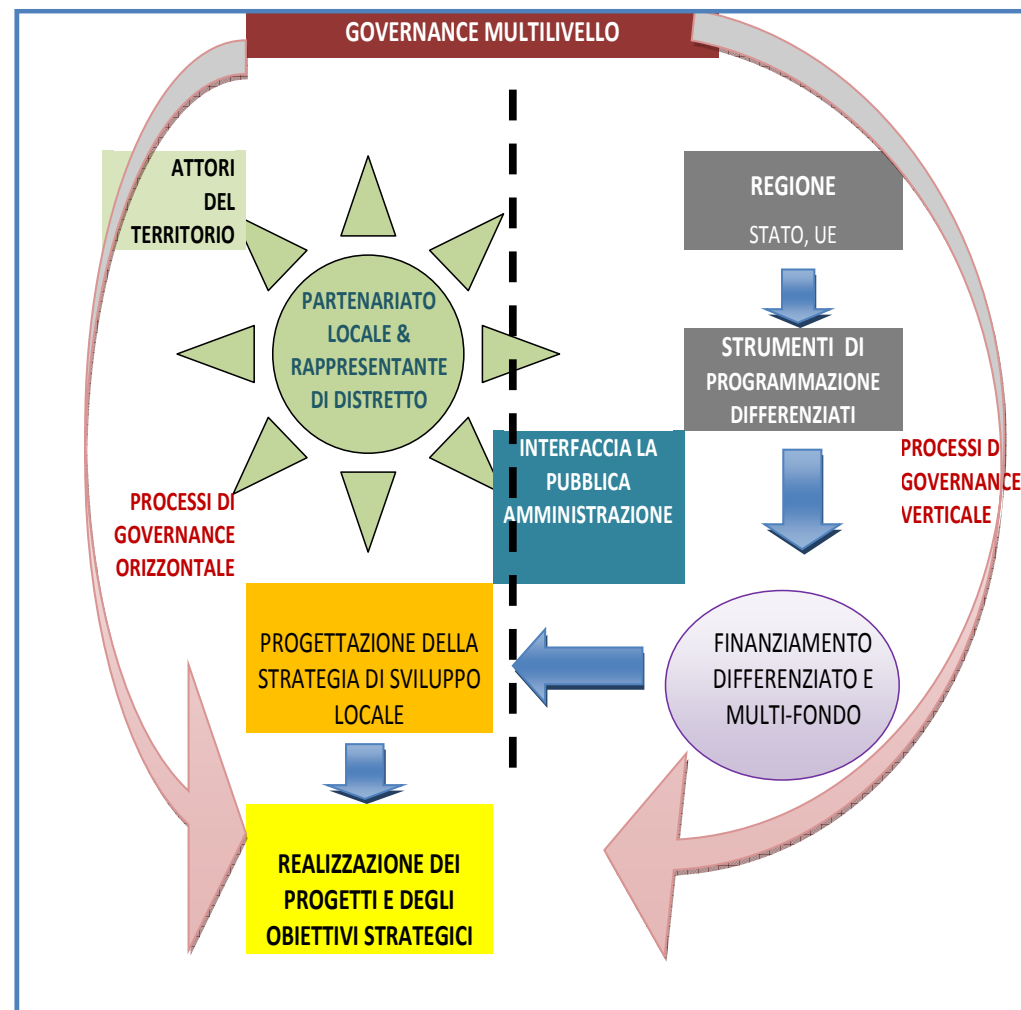 GOVERNANCE MULTILIVELLO
ATTORI
DEL
TERRITORIO
REGIONE
STATO, UE
PARTENARIATO
LOCALE &
RAPPRESENTANTE
DI DISTRETTO
STRUMENTI DI
PROGRAMMAZIONE
DIFFERENZIATI
INTERFACCIA LA
PUBBLICA
AMMINISTRAZIONE
PROCESSI DI
GOVERNANCE
VERTICALE
PROCESSI DI
GOVERNANCE
ORIZZONTALE
PROGETTAZIONE DELLA
STRATEGIA DI SVILUPPO
LOCALE
FINANZIAMENTO
DIFFERENZIATO E
MULTI-FONDO
REALIZZAZIONE DEI
PROGETTI E DEGLI
OBIETTIVI STRATEGICI